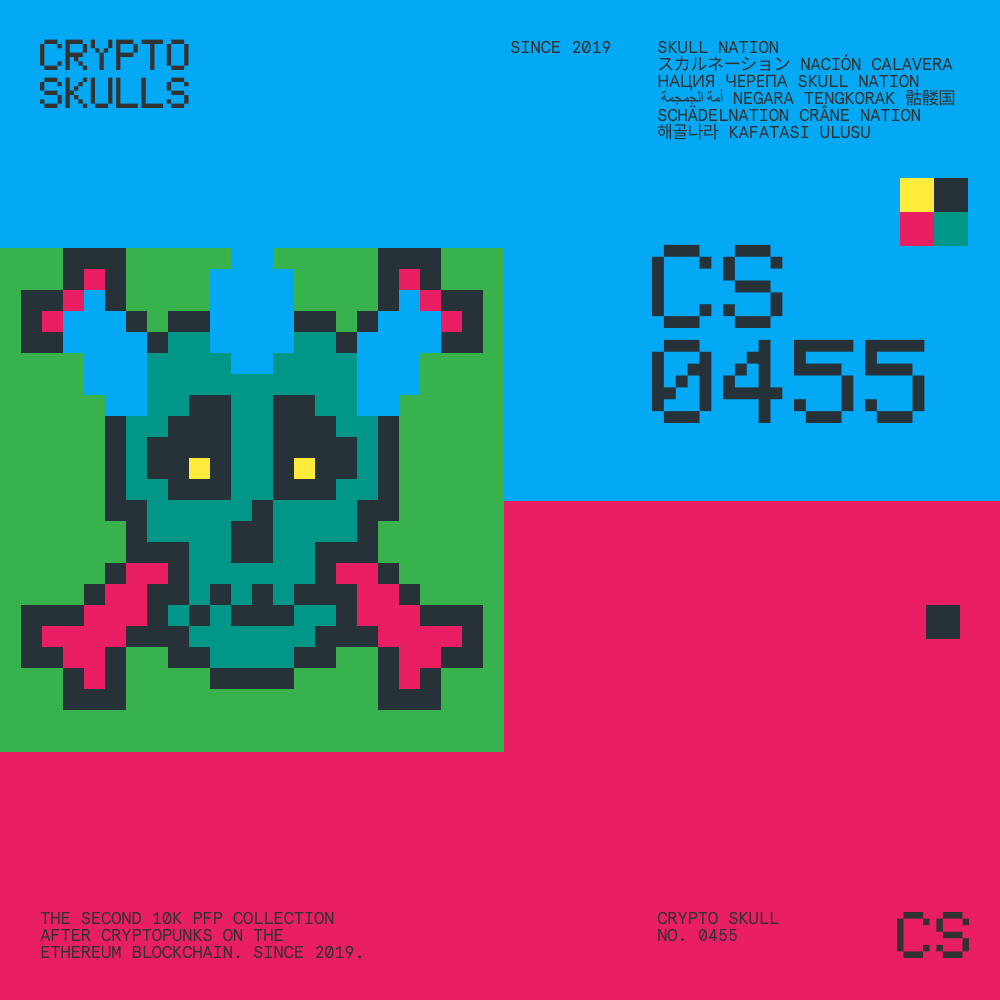 CRYPTO
SKULLS
SINCE 2019
SKULL NATION
スカルネーション NACIÓN CALAVERA
НАЦИЯ ЧЕРЕПА SKULL NATION
أمة الجمجمة NEGARA TENGKORAK 骷髅国
SCHÄDELNATION CRÂNE NATION
해골나라 KAFATASI ULUSU
CS
0455
THE SECOND 10K PFP COLLECTION
AFTER CRYPTOPUNKS ON THE
ETHEREUM BLOCKCHAIN. SINCE 2019.
CRYPTO SKULL
NO. 0455
CS